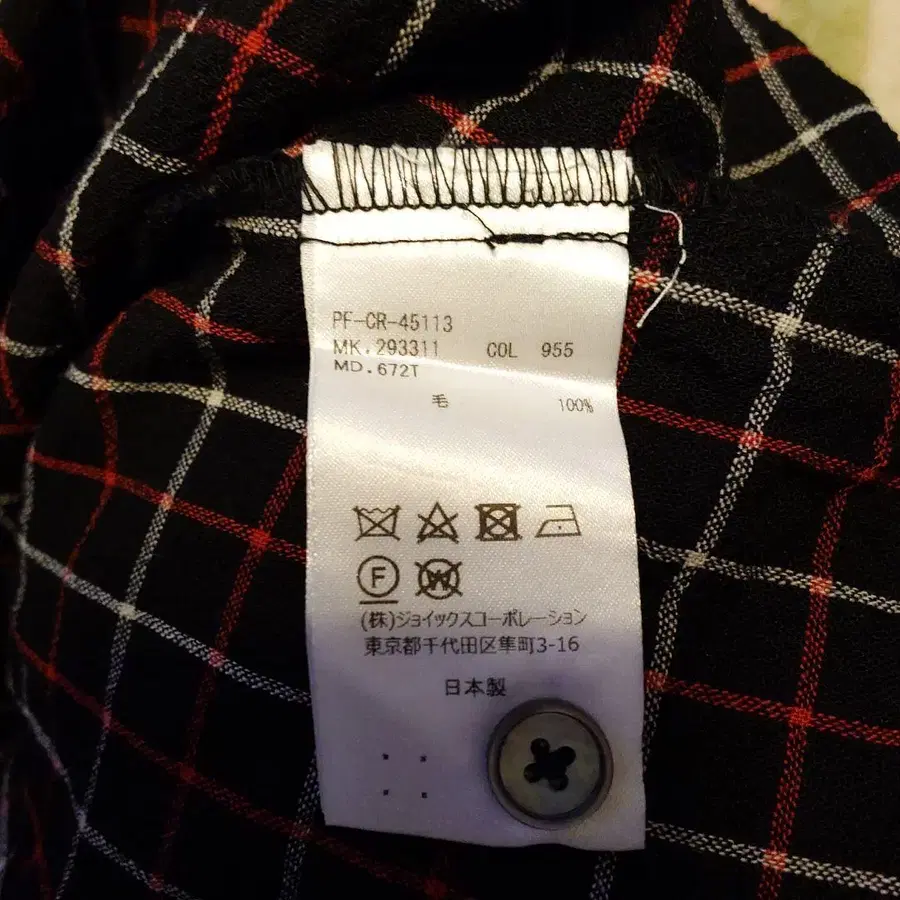 PF-CR-45113
MK.293311 COL 955
MD.672T
毛 100%
F W
(株)ジョイックスコーポレーション
東京都千代田区隼町3-16
日本製